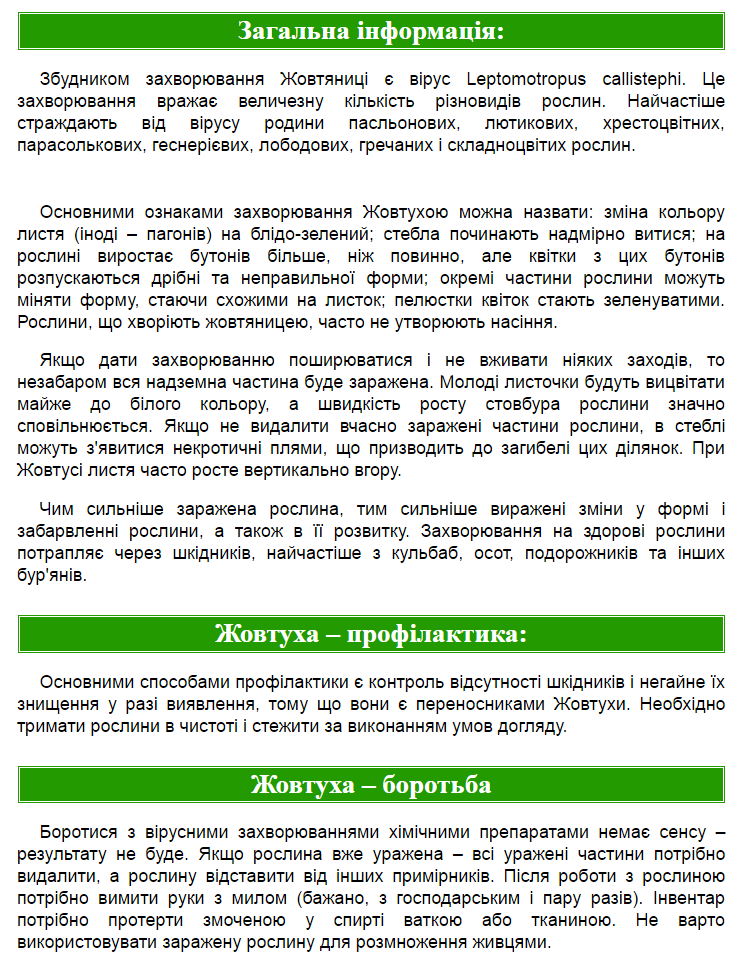 Загальна інформація:
Збудником захворювання Жовтяниці є вірус Leptomotropus callistephi. Це
захворювання вражає величезну кількість різновидів рослин. Найчастіше
страждають від вірусу родини пасльонових, лютикових, хрестоцвітних,
парасолькових, геснерієвих, лободових, гречаних і складноцвітих рослин.
Основними ознаками захворювання Жовтухою можна назвати: зміна кольору
листя (іноді – пагонів) на блідо-зелений; стебла починають надмірно витися; на
рослині виростає бутонів більше, ніж повинно, але квітки з цих бутонів
розпускаються дрібні та неправильної форми; окремі частини рослини можуть
міняти форму, стаючи схожими на листок; пелюстки квіток стають зеленуватими.
Рослини, що хворіють жовтяницею, часто не утворюють насіння.
Якщо дати захворюванню поширюватися і не вживати ніяких заходів, то
незабаром вся надземна частина буде заражена. Молоді листочки будуть вицвітати
майже до білого кольору, а швидкість росту стовбура рослини значно
сповільнюється. Якщо не видалити вчасно заражені частини рослини, в стеблі
можуть з'явитися некротичні плями, що призводить до загибелі цих ділянок. При
Жовтусі листя часто росте вертикально вгору.
Чим сильніше заражена рослина, тим сильніше виражені зміни у формі і
забарвленні рослини, а також в її розвитку. Захворювання на здорові рослини
потрапляє через шкідників, найчастіше з кульбаб, осот, подорожників та інших
бур'янів.
Жовтуха – профілактика:
Основними способами профілактики є контроль відсутності шкідників і негайне їх
знищення у разі виявлення, тому що вони є переносниками Жовтухи. Необхідно
тримати рослини в чистоті і стежити за виконанням умов догляду.
Жовтуха – боротьба
Боротися з вірусними захворюваннями хімічними препаратами немає сенсу –
результату не буде. Якщо рослина вже уражена – всі уражені частини потрібно
видалити, а рослину відставити від інших примірників. Після роботи з рослиною
потрібно вимити руки з милом (бажано, з господарським і пару разів). Інвентар
потрібно протерти змоченою у спирті ваткою або тканиною. Не варто
використовувати заражену рослину для розмноження живцями.